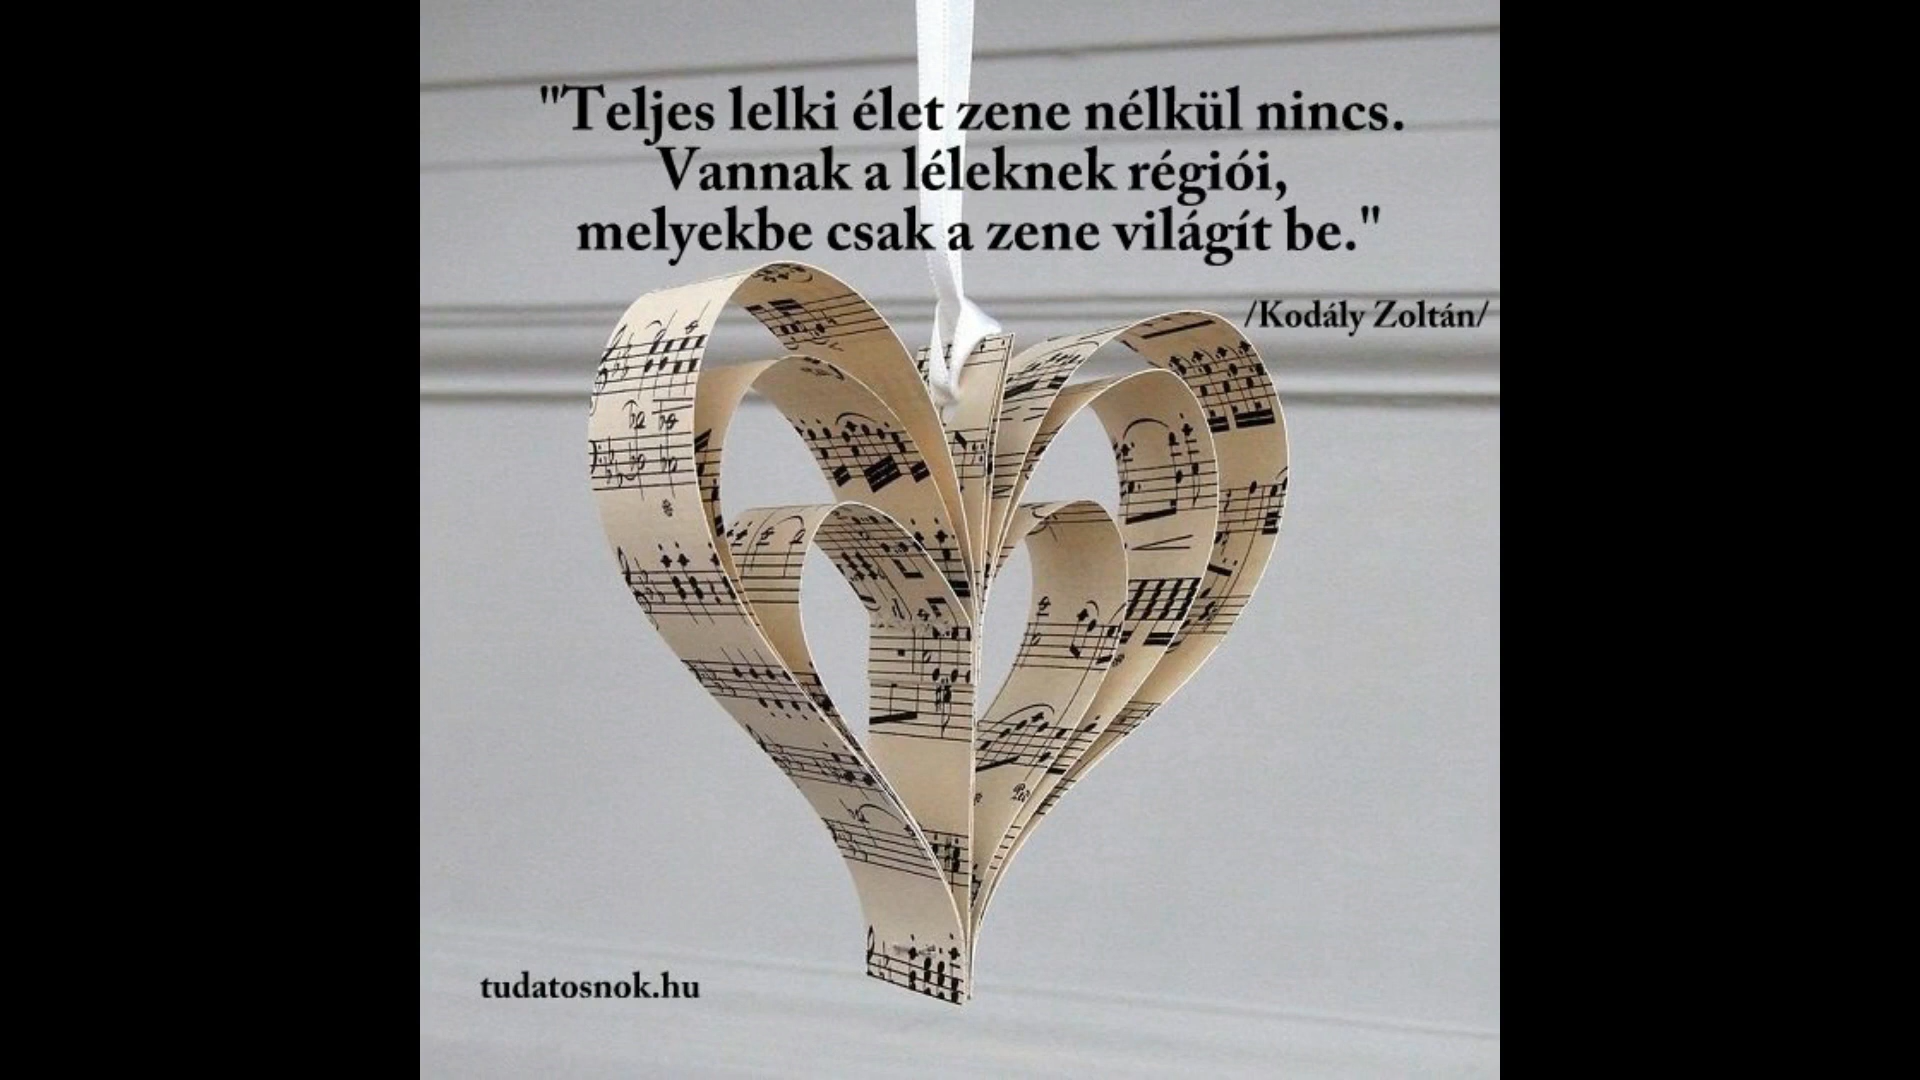 "Teljes lelki élet zene nélkül nincs.
Vannak a léleknek régiói,
melyekbe csak a zene világít be."
/Kodály Zoltán/
tudatosnok.hu